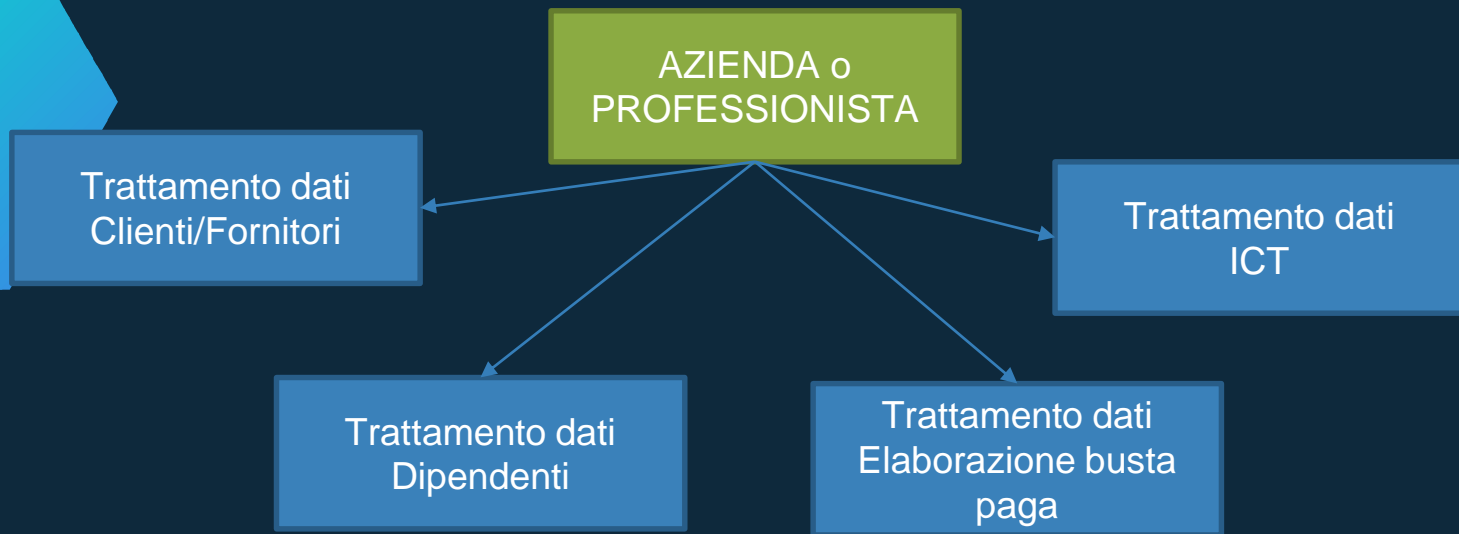 AZIENDA o
PROFESSIONISTA
Trattamento dati
Clienti/Fornitori
Trattamento dati
ICT
Trattamento dati
Dipendenti
Trattamento dati
Elaborazione busta
paga